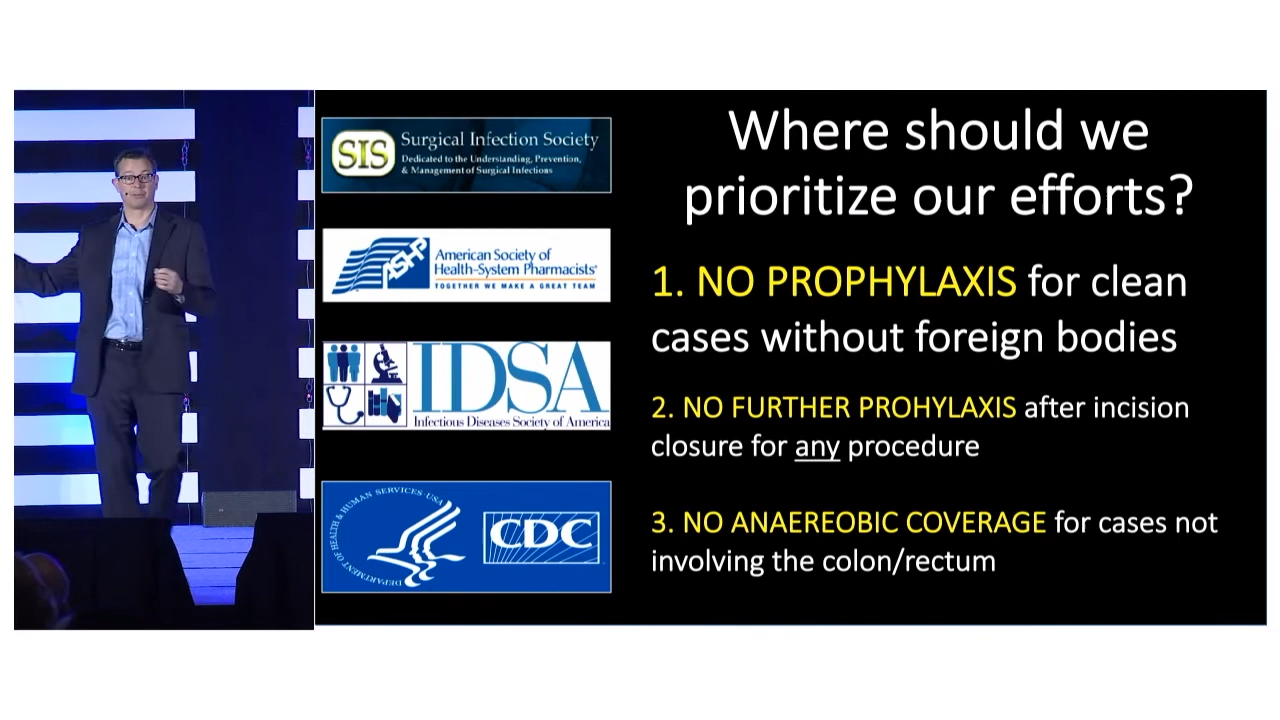 SIS
Surgical Infection Society
Dedicated to the Understanding, Prevention,
& Management of Surgical Infections
ASHP
American Society of
Health-System Pharmacists®
TOGETHER WE MAKE A GREAT TEAM
IDSA
Infectious Diseases Society of America
DEPARTMENT OF HEALTH & HUMAN SERVICES·USA
CDC
Where should we
prioritize our efforts?
1. NO PROPHYLAXIS for clean
cases without foreign bodies
2. NO FURTHER PROHYLAXIS after incision
closure for any procedure
3. NO ANAEREOBIC COVERAGE for cases not
involving the colon/rectum